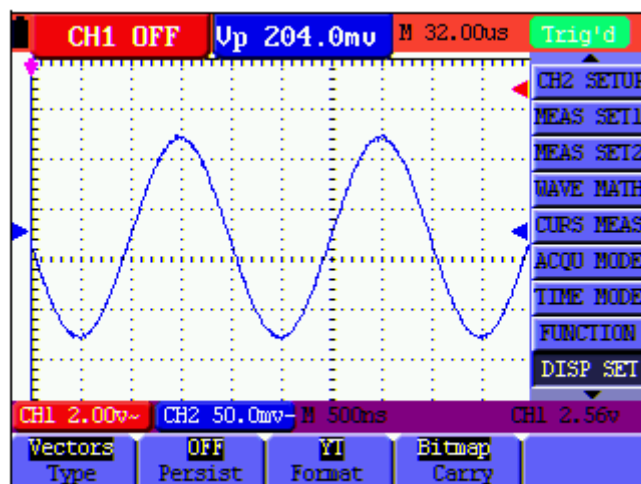 CH1 OFF Vp 204.0mv M 32.00us Trig'd
CH2 SETUP
MEAS SET1
MEAS SET2
WAVE MATH
CURS MEAS
ACQU MODE
TIME MODE
FUNCTION
DISP SET
CH1 2.00v~ CH2 50.0mv- M 500ns CH1 2.56v
Vectors OFF YT Bitmap
Type Persist Format Carry